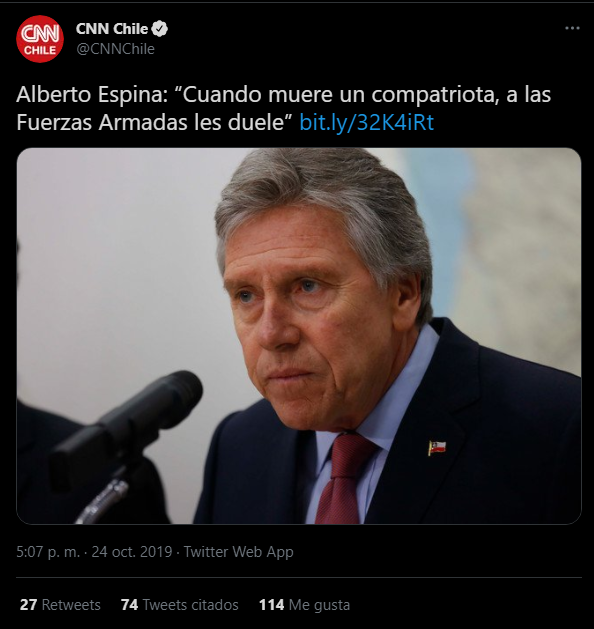 CNN
CHILE
CNN Chile
@CNNChile
Alberto Espina: “Cuando muere un compatriota, a las
Fuerzas Armadas les duele” bit.ly/32K4iRt
5:07 p. m. · 24 oct. 2019 · Twitter Web App
27 Retweets 74 Tweets citados 114 Me gusta